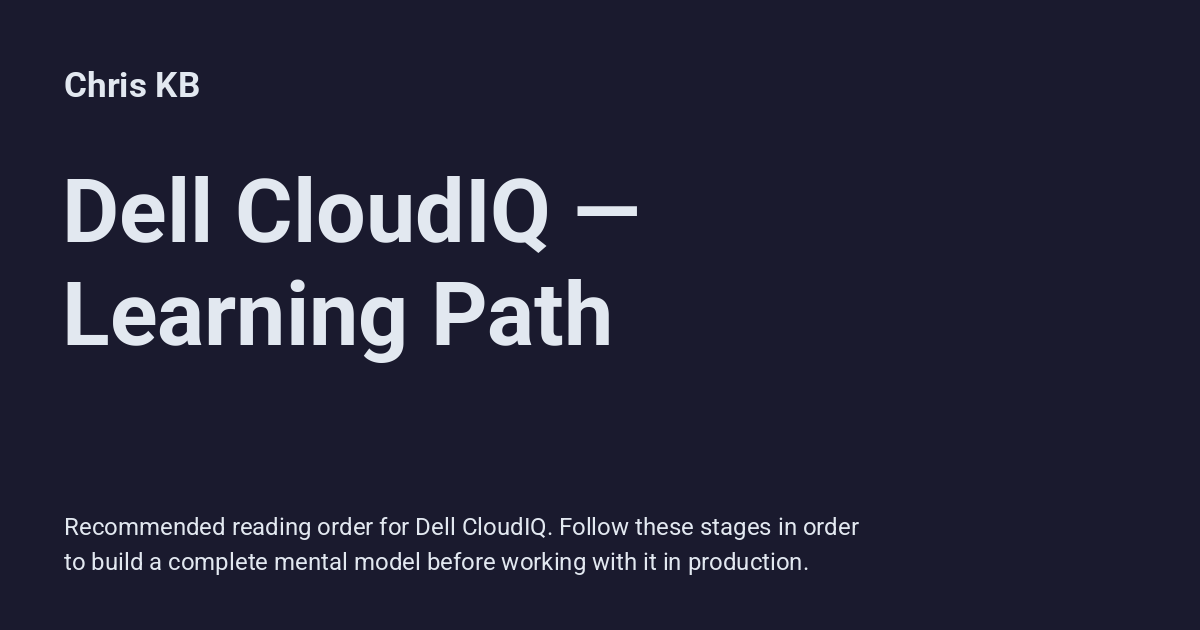 Chris KB
Dell CloudIQ —
Learning Path
Recommended reading order for Dell CloudIQ. Follow these stages in order
to build a complete mental model before working with it in production.